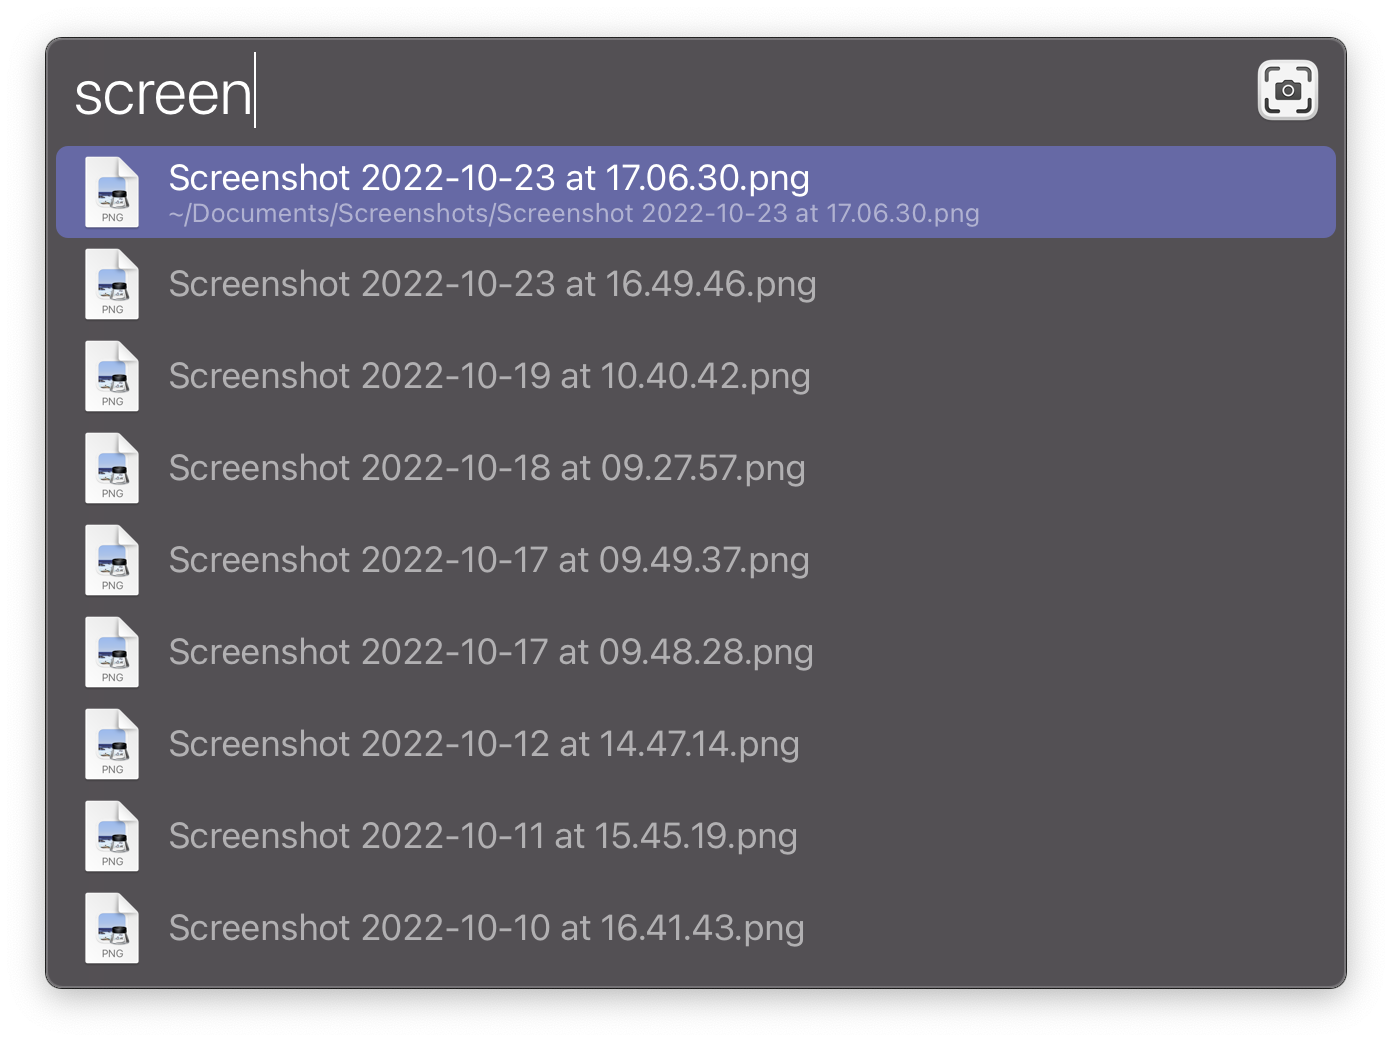 screen
Screenshot 2022-10-23 at 17.06.30.png
~/Documents/Screenshots/Screenshot 2022-10-23 at 17.06.30.png
PNG
Screenshot 2022-10-23 at 16.49.46.png
PNG
Screenshot 2022-10-19 at 10.40.42.png
PNG
Screenshot 2022-10-18 at 09.27.57.png
PNG
Screenshot 2022-10-17 at 09.49.37.png
PNG
Screenshot 2022-10-17 at 09.48.28.png
PNG
Screenshot 2022-10-12 at 14.47.14.png
PNG
Screenshot 2022-10-11 at 15.45.19.png
PNG
Screenshot 2022-10-10 at 16.41.43.png
PNG